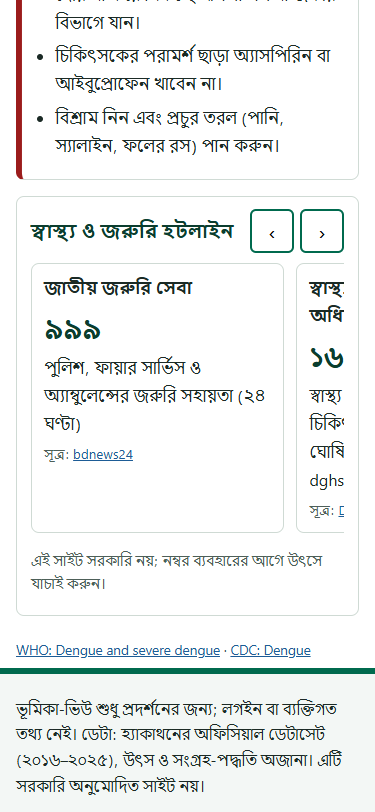 বিভাগে যান।
চিকিৎসকের পরামর্শ ছাড়া অ্যাসপিরিন বা
আইবুপ্রোফেন খাবেন না।
বিশ্রাম নিন এবং প্রচুর তরল (পানি,
স্যালাইন, ফলের রস) পান করুন।
স্বাস্থ্য ও জরুরি হটলাইন ‹ ›
জাতীয় জরুরি সেবা
৯৯৯
পুলিশ, ফায়ার সার্ভিস ও
অ্যাম্বুলেন্সের জরুরি সহায়তা (২৪
ঘণ্টা)
সূত্র: bdnews24
স্বাস্থ্য
অধি
১৬
স্বাস্থ্য
ঘোষি
dghs
সূত্র:
এই সাইট সরকারি নয়; নম্বর ব্যবহারের আগে উৎসে
যাচাই করুন।
WHO: Dengue and severe dengue · CDC: Dengue
ভূমিকা-ভিউ শুধু প্রদর্শনের জন্য; লগইন বা ব্যক্তিগত
তথ্য নেই। ডেটা: হ্যাকাথনের অফিসিয়াল ডেটাসেট
(২০১৬–২০২৫), উৎস ও সংগ্রহ-পদ্ধতি অজানা। এটি
সরকারি অনুমোদিত সাইট নয়।